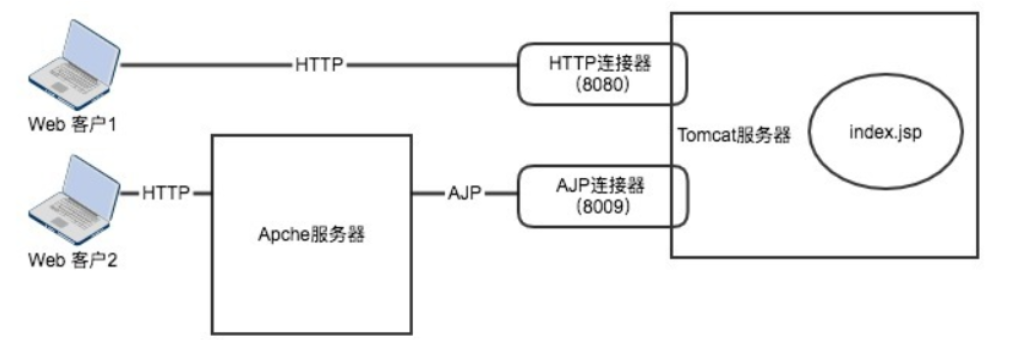 HTTP
HTTP连接器
（8080）
Web 客户1
Tomcat服务器
index.jsp
HTTP
AJP
AJP连接器
（8009）
Apche服务器
Web 客户2